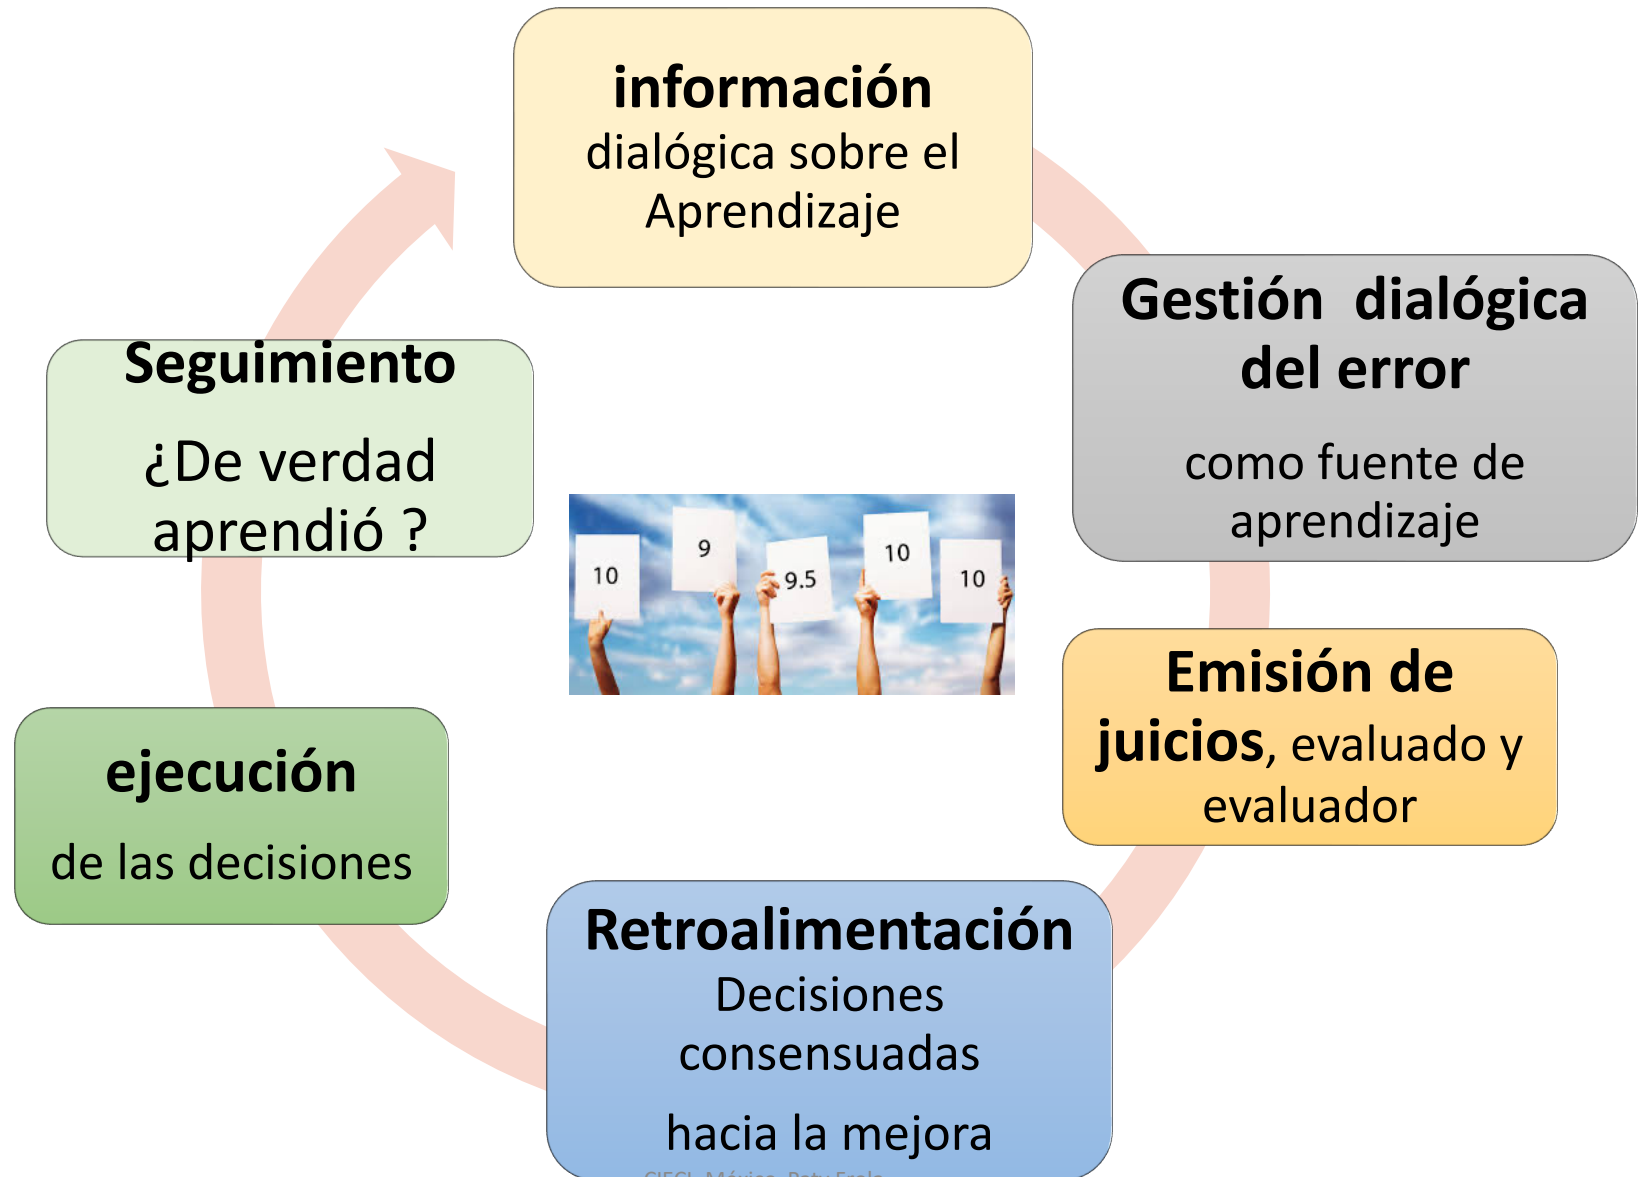 información
dialógica sobre el
Aprendizaje
Gestión dialógica
del error
como fuente de
aprendizaje
Emisión de
juicios, evaluado y
evaluador
Retroalimentación
Decisiones
consensuadas
hacia la mejora
ejecución
de las decisiones
Seguimiento
¿De verdad
aprendió ?
10
9
9.5
10
10